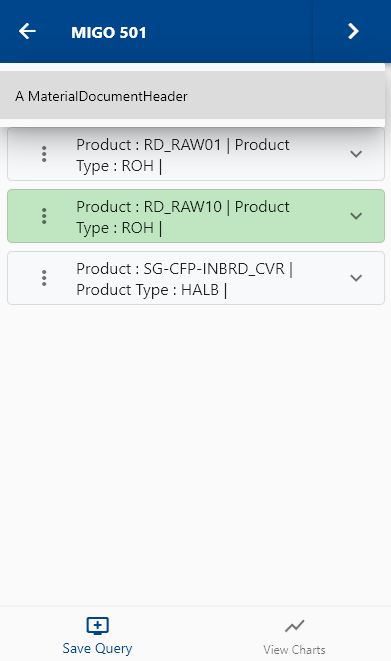 MIGO 501
A MaterialDocumentHeader
Product : RD_RAW01 | Product
Type : ROH |
Product : RD_RAW10 | Product
Type : ROH |
Product : SG-CFP-INBRD_CVR |
Product Type : HALB |
Save Query
View Charts